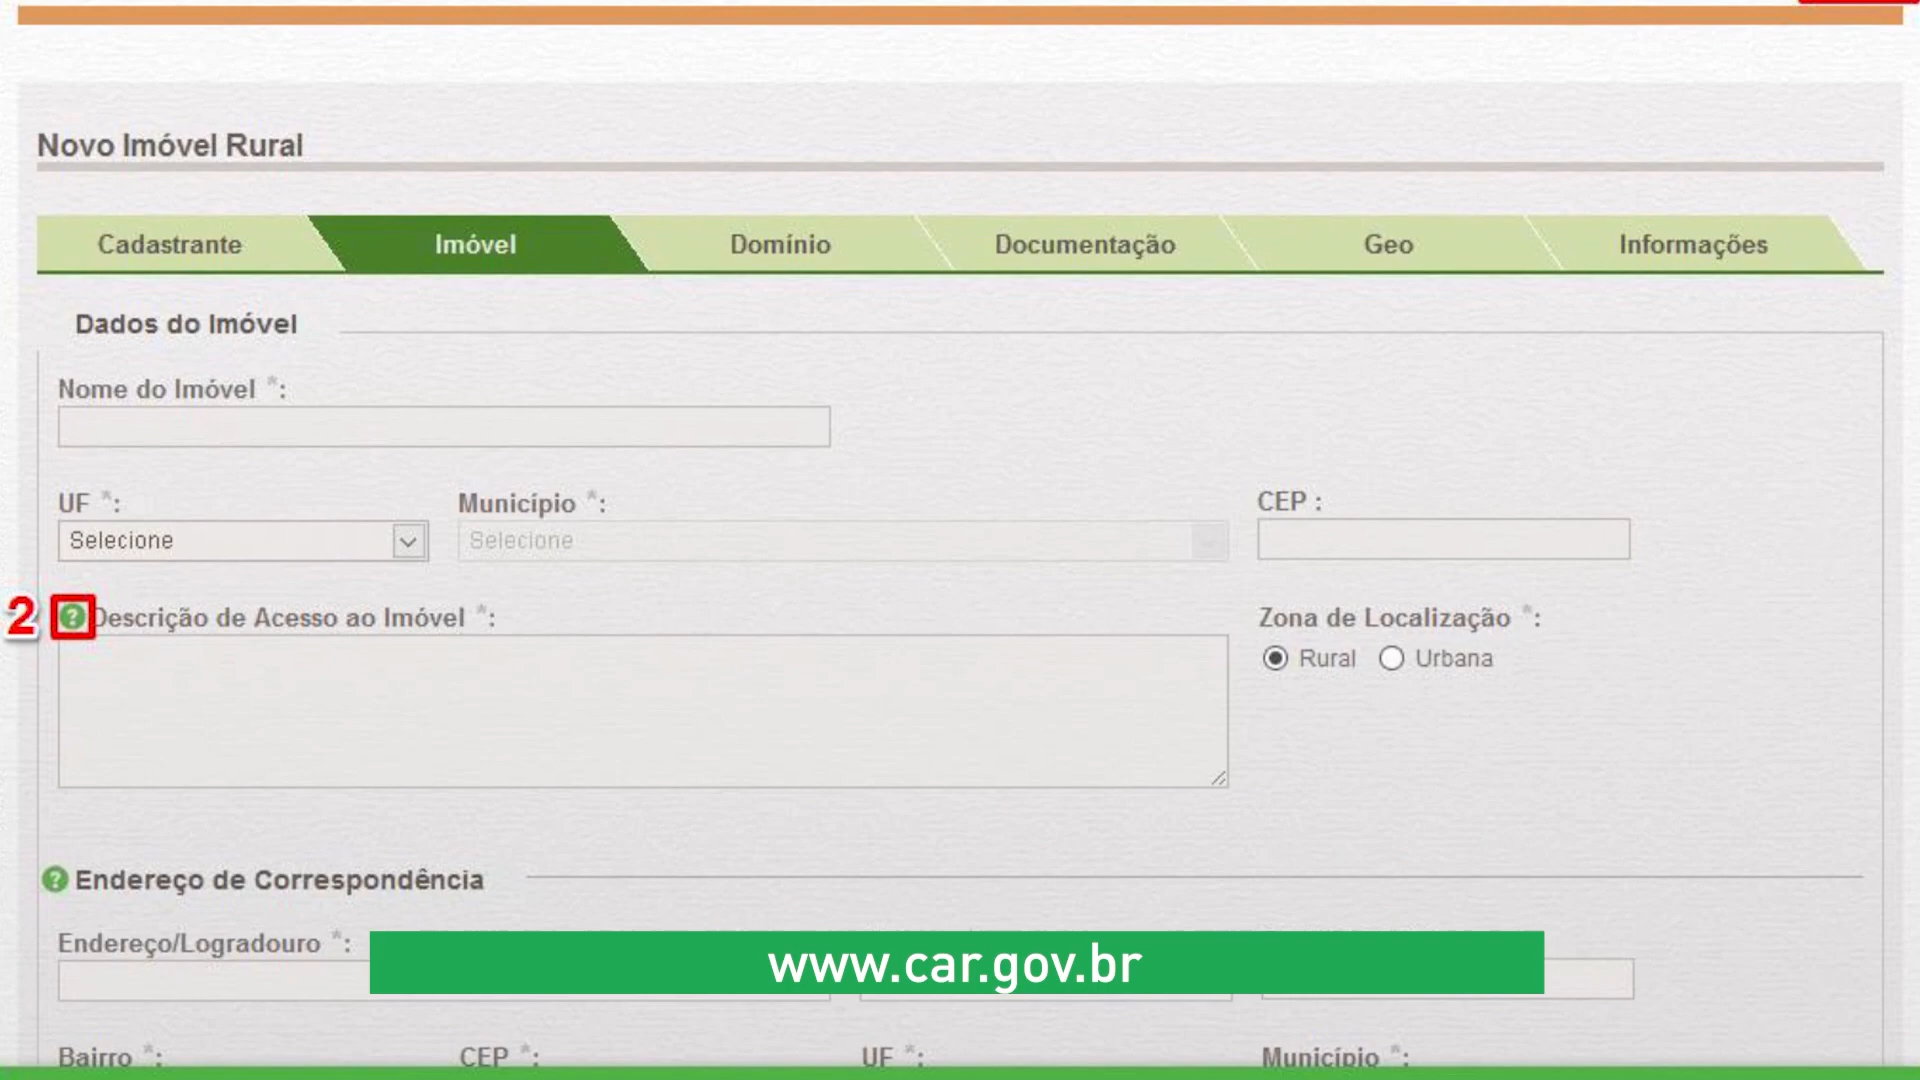 Novo Imóvel Rural
Cadastrante Imóvel Domínio Documentação Geo Informações
Dados do Imóvel
Nome do Imóvel *:
UF *: Município *: CEP :
Selecione Selecione
2 ? Descrição de Acesso ao Imóvel *: Zona de Localização *:
Rural Urbana
? Endereço de Correspondência
Endereço/Logradouro *:
www.car.gov.br
Bairro *: CEP *: UF *: Município *: